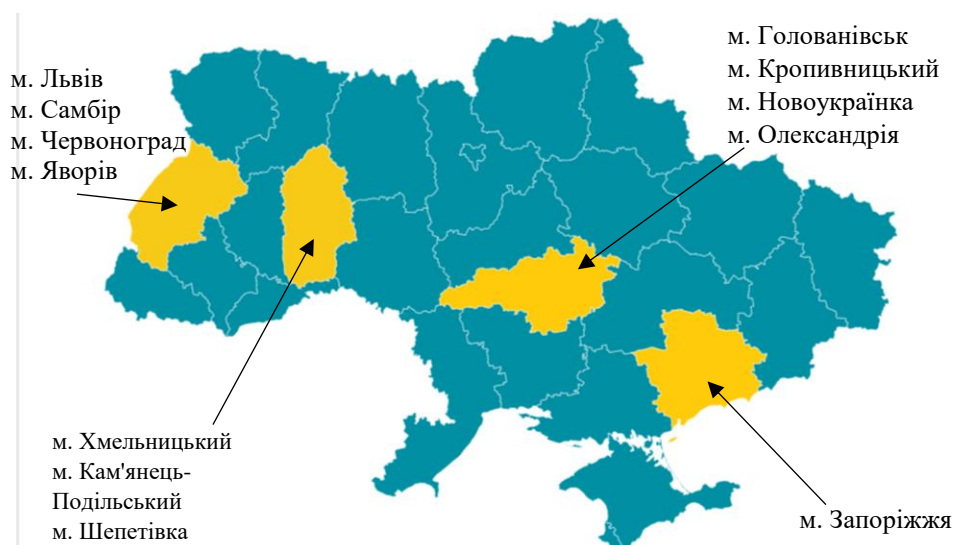 м. Львів
м. Самбір
м. Червоноград
м. Яворів
м. Голованівськ
м. Кропивницький
м. Новоукраїнка
м. Олександрія
м. Хмельницький
м. Кам'янець-
Подільський
м. Шепетівка
м. Запоріжжя